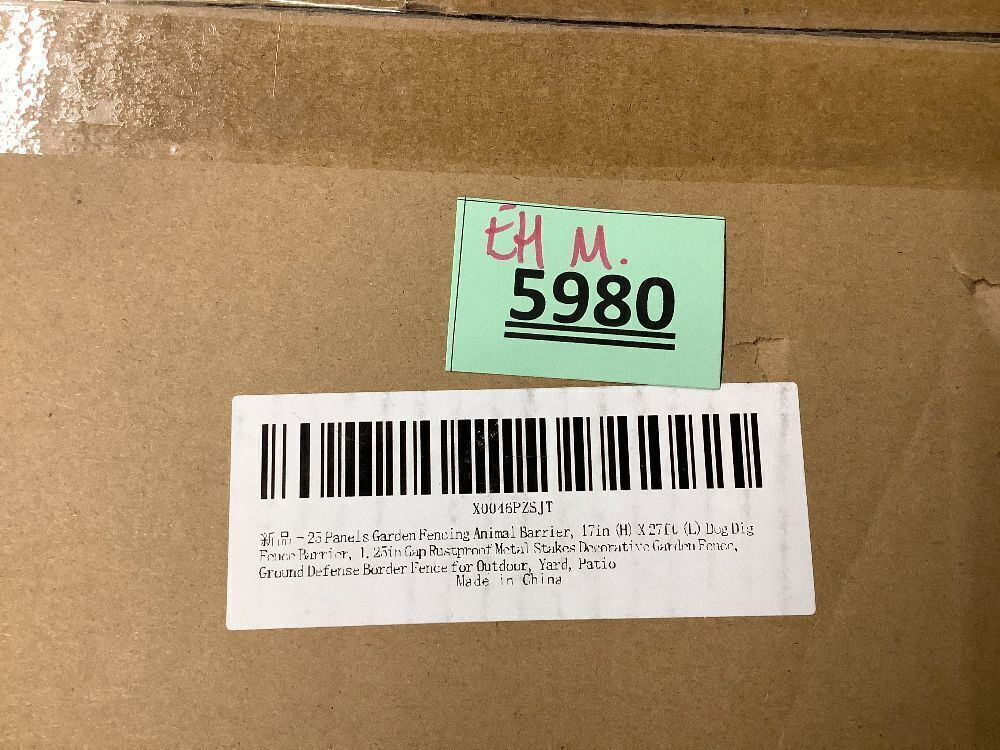 EH M.
5980
X0046PZSJT
新品 - 25 Panels Garden Fencing Animal Barrier, 17in (H) X 27ft (L) Dog Dig
Fence Barrier, 1.25in Gap Rustproof Metal Stakes Decorative Garden Fence,
Ground Defense Border Fence for Outdoor, Yard, Patio
Made in China